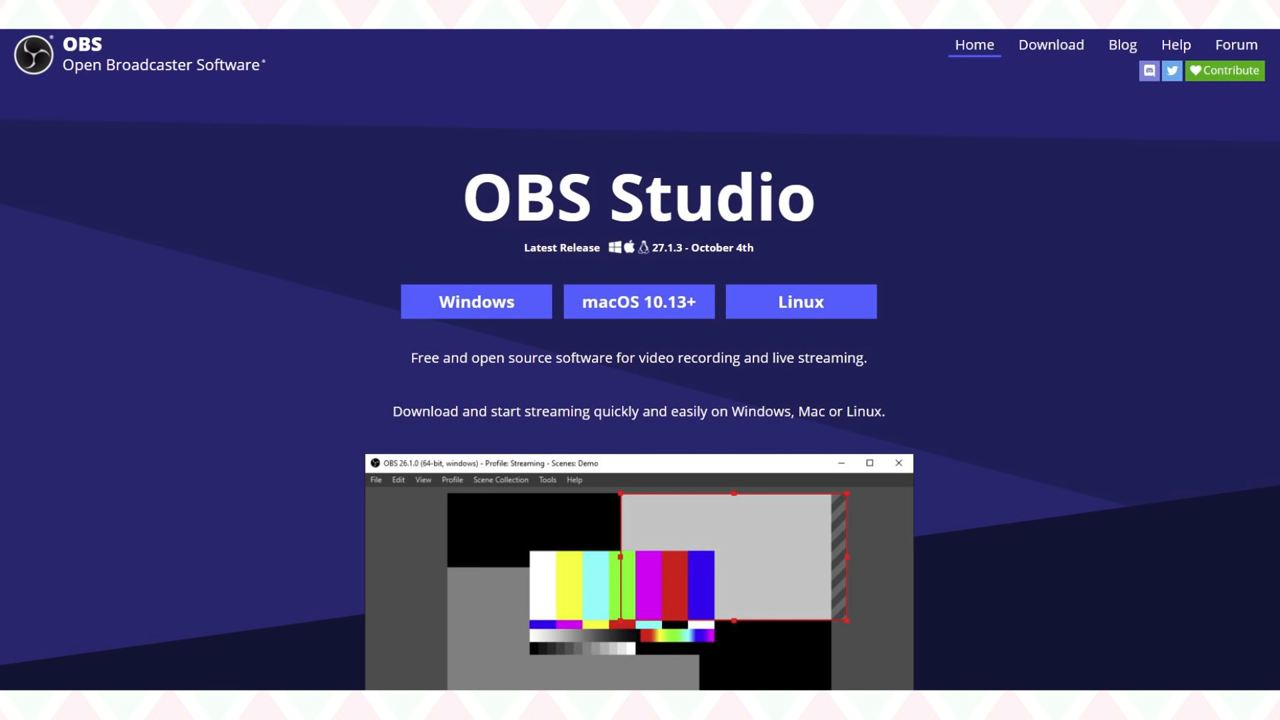 OBS
Open Broadcaster Software
Home Download Blog Help Forum
Contribute
OBS Studio
Latest Release 27.1.3 - October 4th
Windows macOS 10.13+ Linux
Free and open source software for video recording and live streaming.
Download and start streaming quickly and easily on Windows, Mac or Linux.
OBS 26.1.0 (64-bit, windows) - Profile: Streaming - Scenes: Demo
File Edit View Profile Scene Collection Tools Help